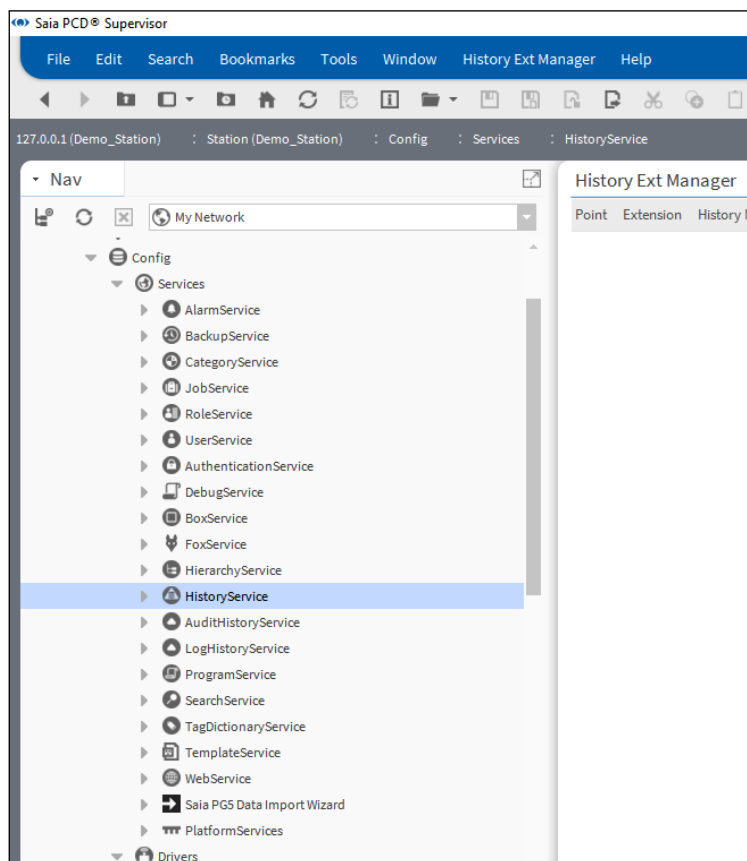 Saia PCD® Supervisor
File Edit Search Bookmarks Tools Window History Ext Manager Help
127.0.0.1 (Demo_Station) : Station (Demo_Station) : Config : Services : HistoryService
Nav
History Ext Manager
My Network
Point Extension History
Config
Services
AlarmService
BackupService
CategoryService
JobService
RoleService
UserService
AuthenticationService
DebugService
BoxService
FoxService
HierarchyService
HistoryService
AuditHistoryService
LogHistoryService
ProgramService
SearchService
TagDictionaryService
TemplateService
WebService
Saia PG5 Data Import Wizard
PlatformServices
Drivers